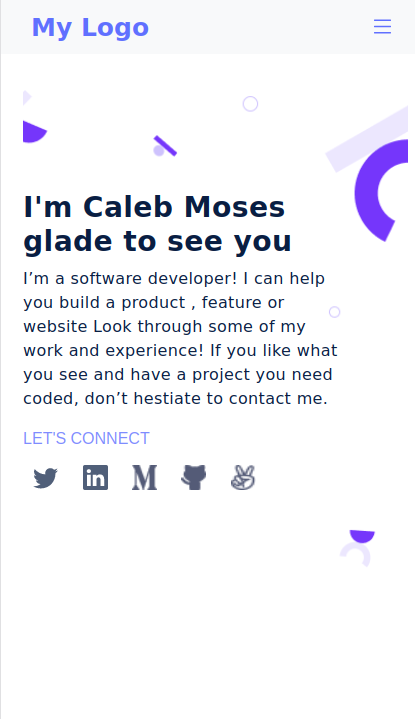 My Logo
I'm Caleb Moses
glade to see you
I’m a software developer! I can help
you build a product , feature or
website Look through some of my
work and experience! If you like what
you see and have a project you need
coded, don’t hestiate to contact me.
LET'S CONNECT